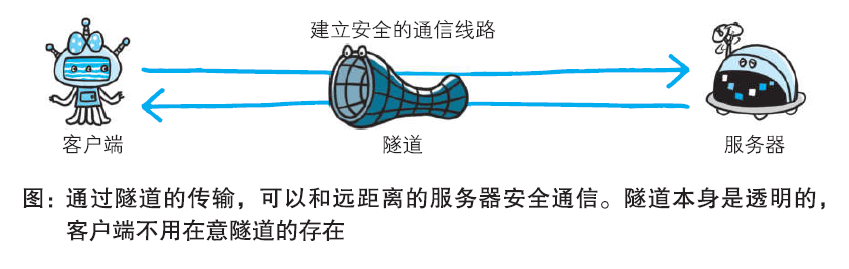 建立安全的通信线路
客户端
隧道
服务器
图：通过隧道的传输，可以和远距离的服务器安全通信。隧道本身是透明的，
客户端不用在意隧道的存在